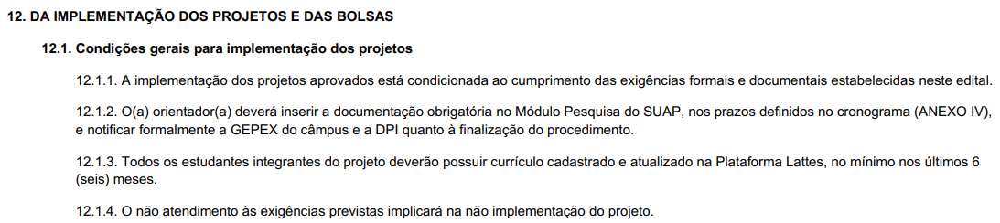 12. DA IMPLEMENTAÇÃO DOS PROJETOS E DAS BOLSAS
12.1. Condições gerais para implementação dos projetos
12.1.1. A implementação dos projetos aprovados está condicionada ao cumprimento das exigências formais e documentais estabelecidas neste edital.
12.1.2. O(a) orientador(a) deverá inserir a documentação obrigatória no Módulo Pesquisa do SUAP, nos prazos definidos no cronograma (ANEXO IV),
e notificar formalmente a GEPEX do câmpus e a DPI quanto à finalização do procedimento.
12.1.3. Todos os estudantes integrantes do projeto deverão possuir currículo cadastrado e atualizado na Plataforma Lattes, no mínimo nos últimos 6
(seis) meses.
12.1.4. O não atendimento às exigências previstas implicará na não implementação do projeto.